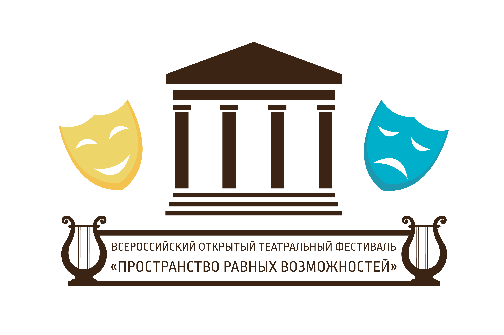 ВСЕРОССИЙСКИЙ ОТКРЫТЫЙ ТЕАТРАЛЬНЫЙ ФЕСТИВАЛЬ
«ПРОСТРАНСТВО РАВНЫХ ВОЗМОЖНОСТЕЙ»